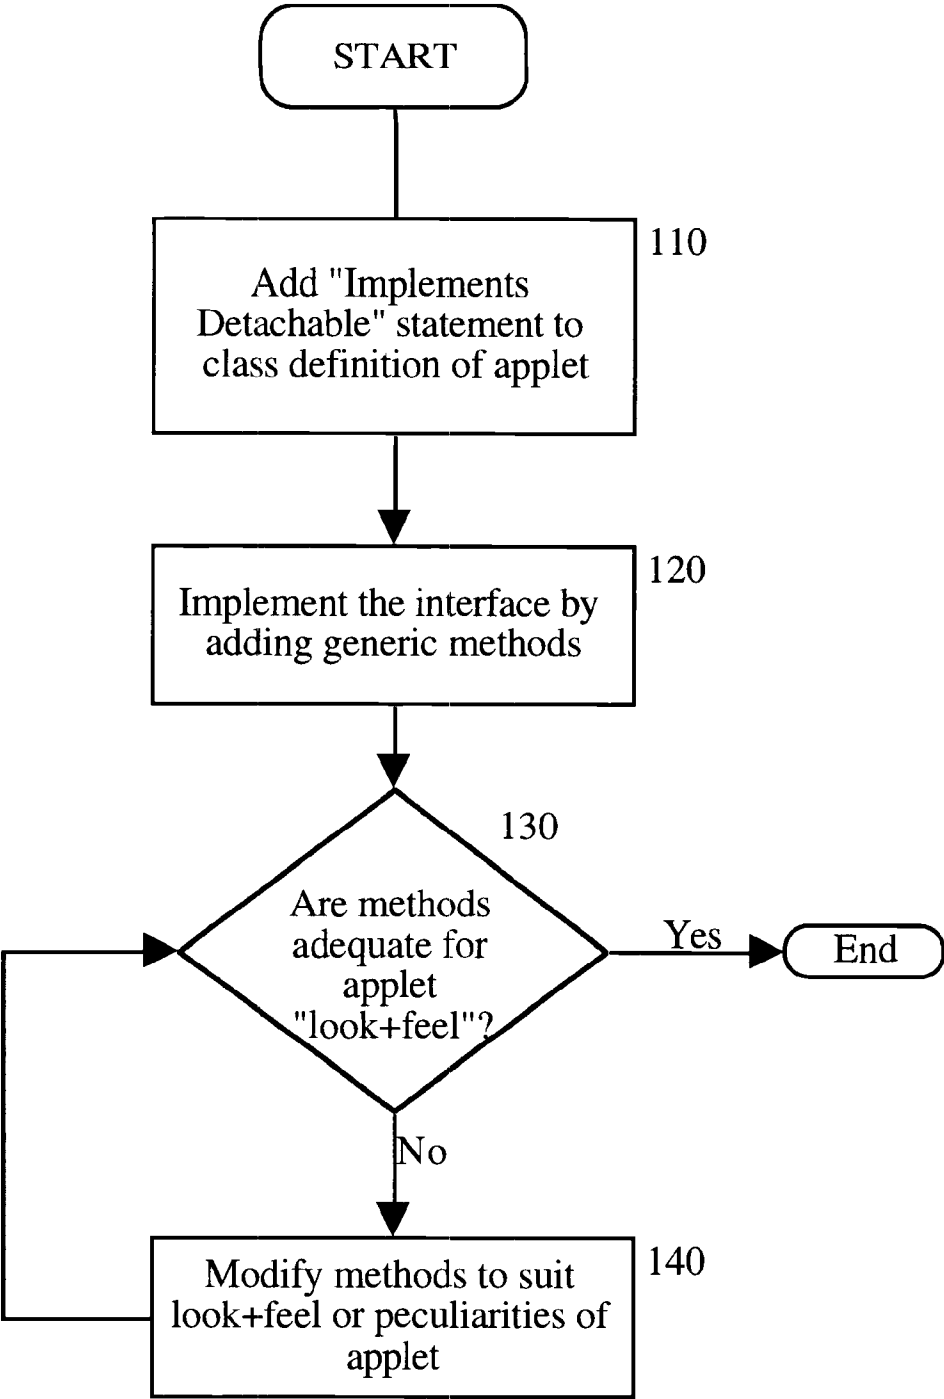 START
110
Add "Implements
Detachable" statement to
class definition of applet
120
Implement the interface by
adding generic methods
130
Are methods
adequate for
applet
"look+feel"?
Yes
End
No
140
Modify methods to suit
look+feel or peculiarities of
applet